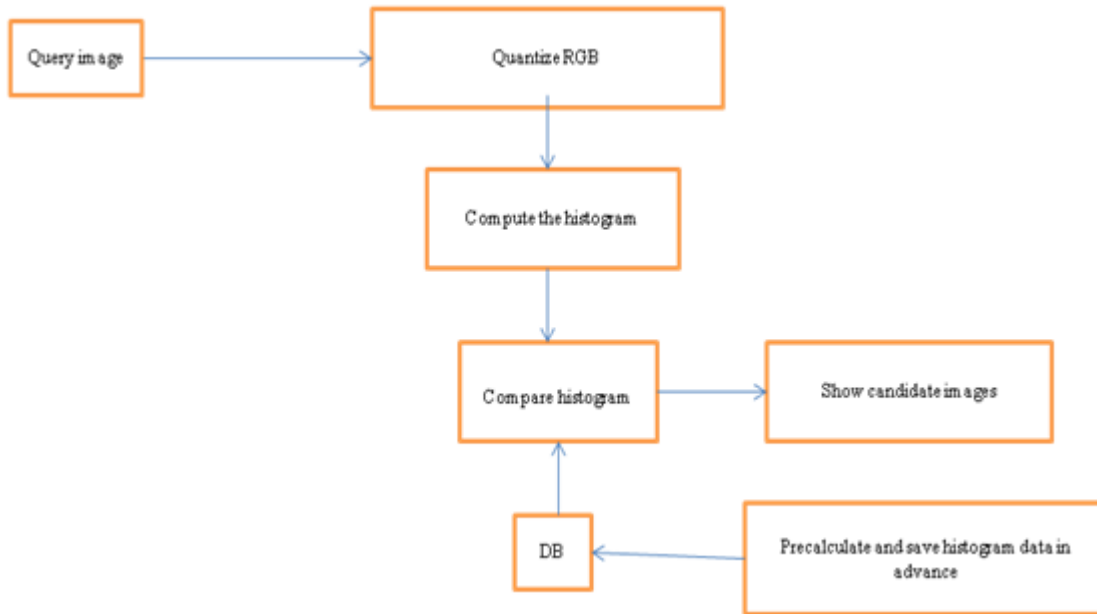 Query image
Quantize RGB
Compute the histogram
Compare histogram
Show candidate images
DB
Precalculate and save histogram data in
advance